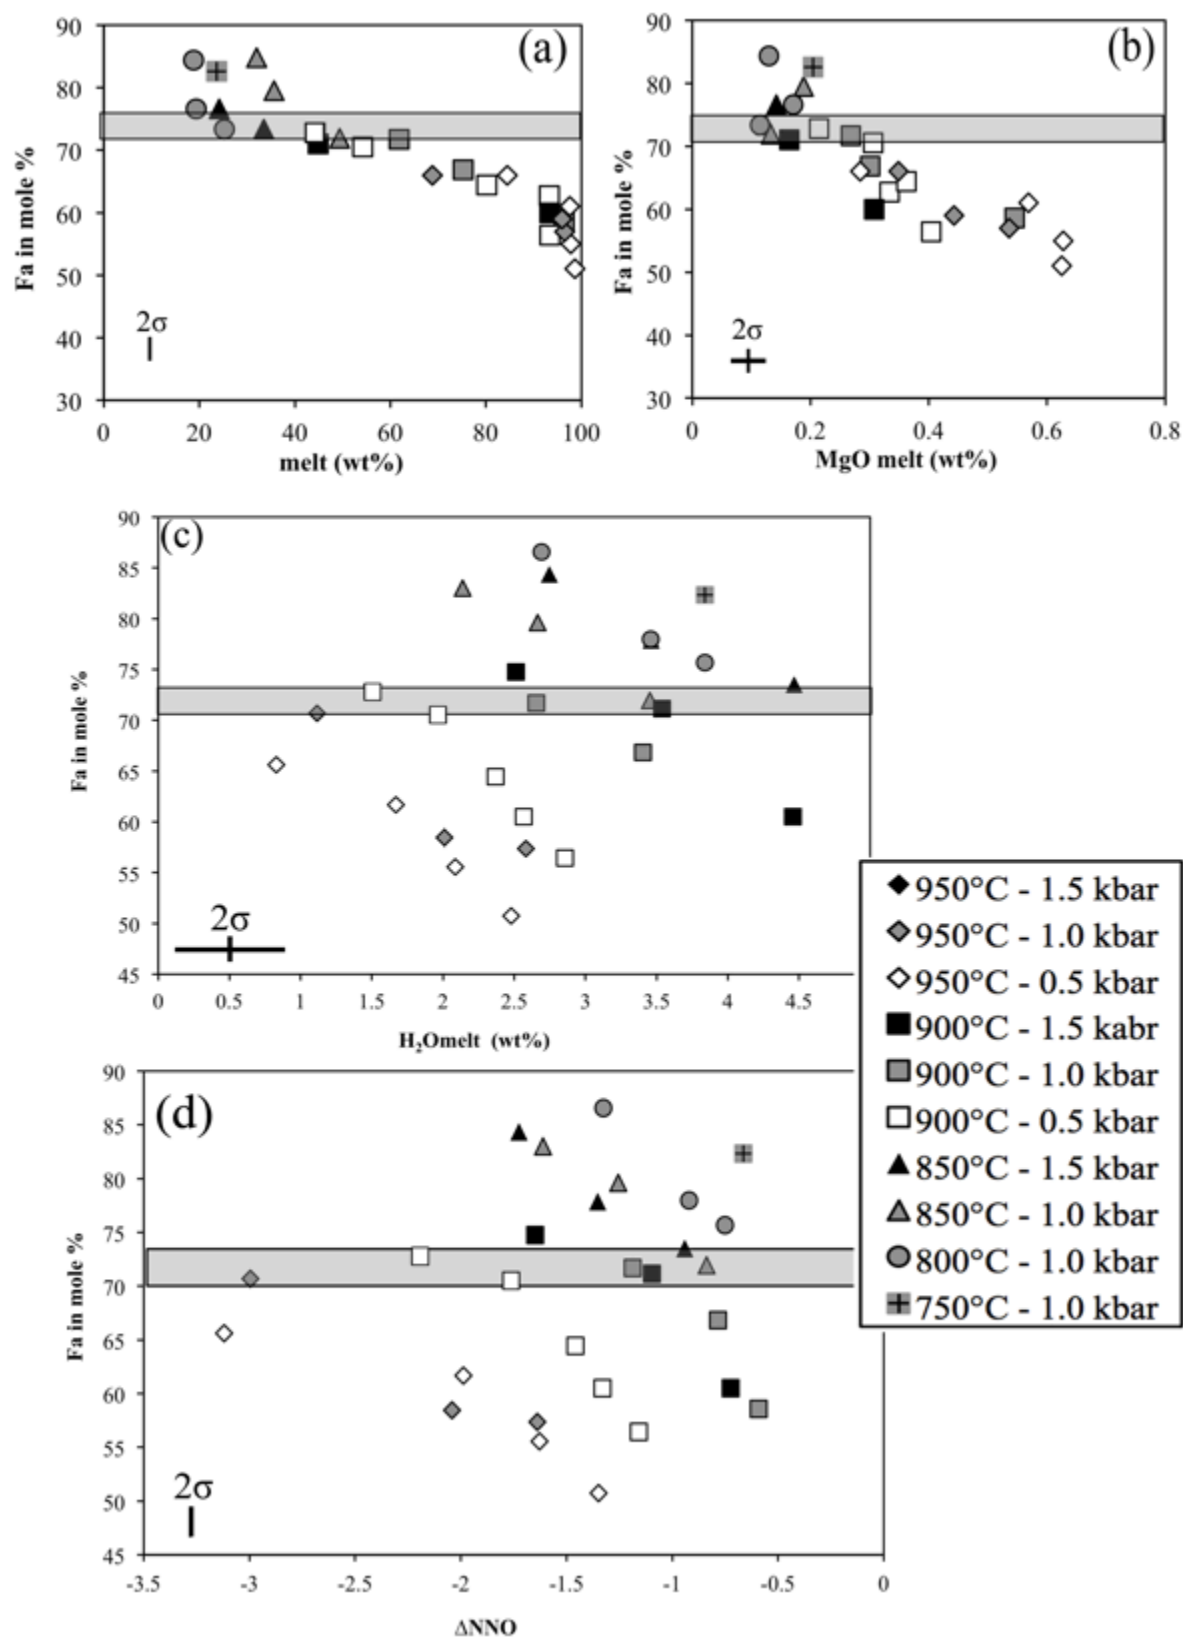 (a)
90
80
70
60
50
40
30
Fa in mole %
2σ
0 20 40 60 80 100
melt (wt%)
(b)
90
80
70
60
50
40
30
Fa in mole %
2σ
0 0.2 0.4 0.6 0.8
MgO melt (wt%)
(c)
90
85
80
75
70
65
60
55
50
45
Fa in mole %
2σ
0 0.5 1 1.5 2 2.5 3 3.5 4 4.5
H₂Omelt (wt%)
(d)
90
85
80
75
70
65
60
55
50
45
Fa in mole %
2σ
-3.5 -3 -2.5 -2 -1.5 -1 -0.5 0
ΔNNO
950°C - 1.5 kbar
950°C - 1.0 kbar
950°C - 0.5 kbar
900°C - 1.5 kabr
900°C - 1.0 kbar
900°C - 0.5 kbar
850°C - 1.5 kbar
850°C - 1.0 kbar
800°C - 1.0 kbar
750°C - 1.0 kbar